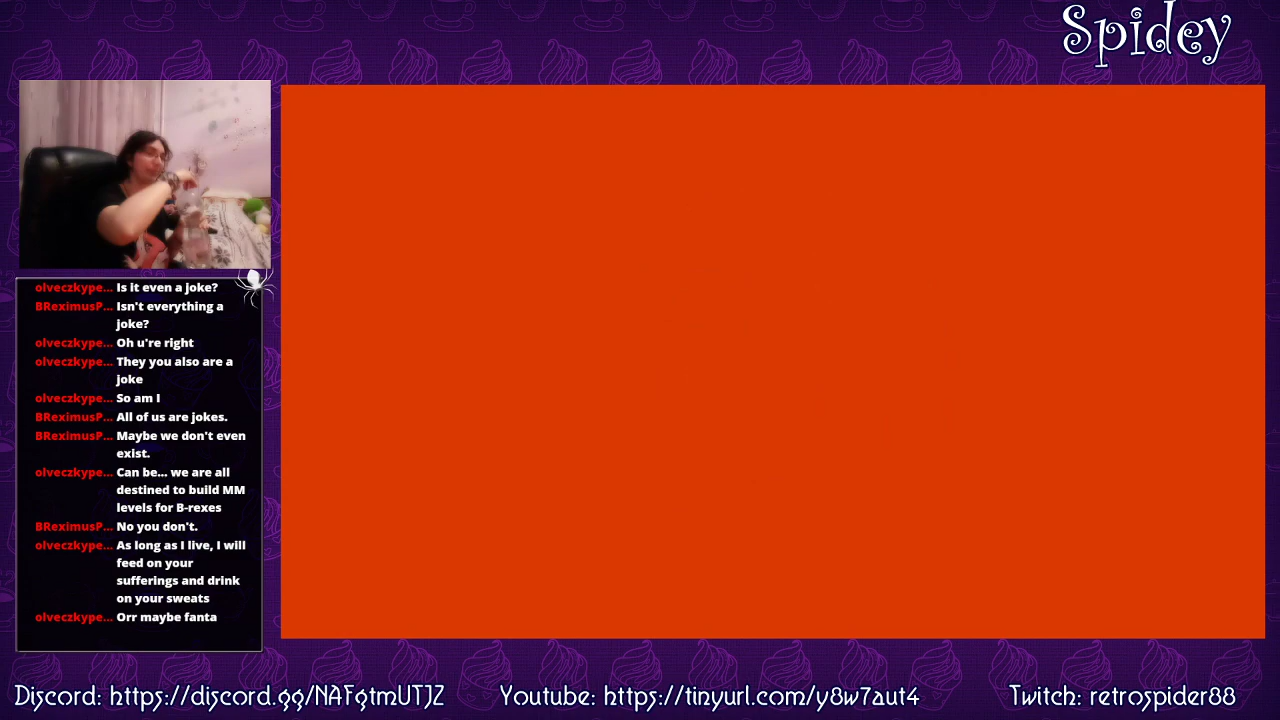 Spidey
olveczkype... Is it even a joke?
BReximusP... Isn't everything a
joke?
olveczkype... Oh u're right
olveczkype... They you also are a
joke
olveczkype... So am I
BReximusP... All of us are jokes.
BReximusP... Maybe we don't even
exist.
olveczkype... Can be... we are all
destined to build MM
levels for B-rexes
BReximusP... No you don't.
olveczkype... As long as I live, I will
feed on your
sufferings and drink
on your sweats
olveczkype... Orr maybe fanta
Discord: https://discord.gg/NAFgtmUTJZ Youtube: https://tinyurl.com/y8w7aut4 Twitch: retrospider88